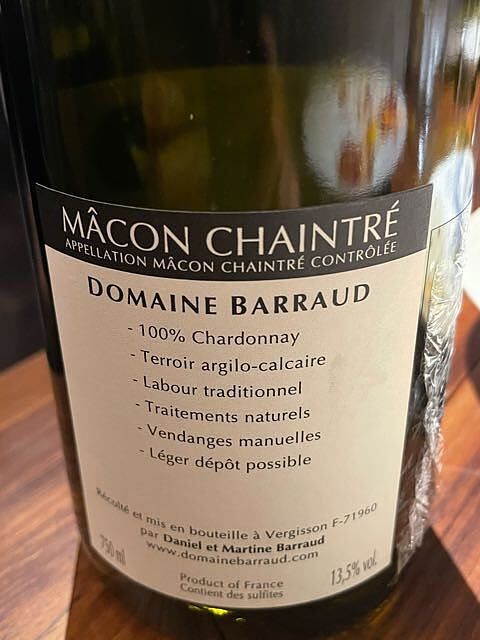 MÂCON CHAINTRÉ
APPELLATION MÂCON CHAINTRÉ CONTRÔLÉE
DOMAINE BARRAUD
- 100% Chardonnay
- Terroir argilo-calcaire
- Labour traditionnel
- Traitements naturels
- Vendanges manuelles
- Léger dépôt possible
Récolté et mis en bouteille à Vergisson F-71960
par Daniel et Martine Barraud
www.domainebarraud.com
750 ml
Product of France
Contient des sulfites
13,5% vol.